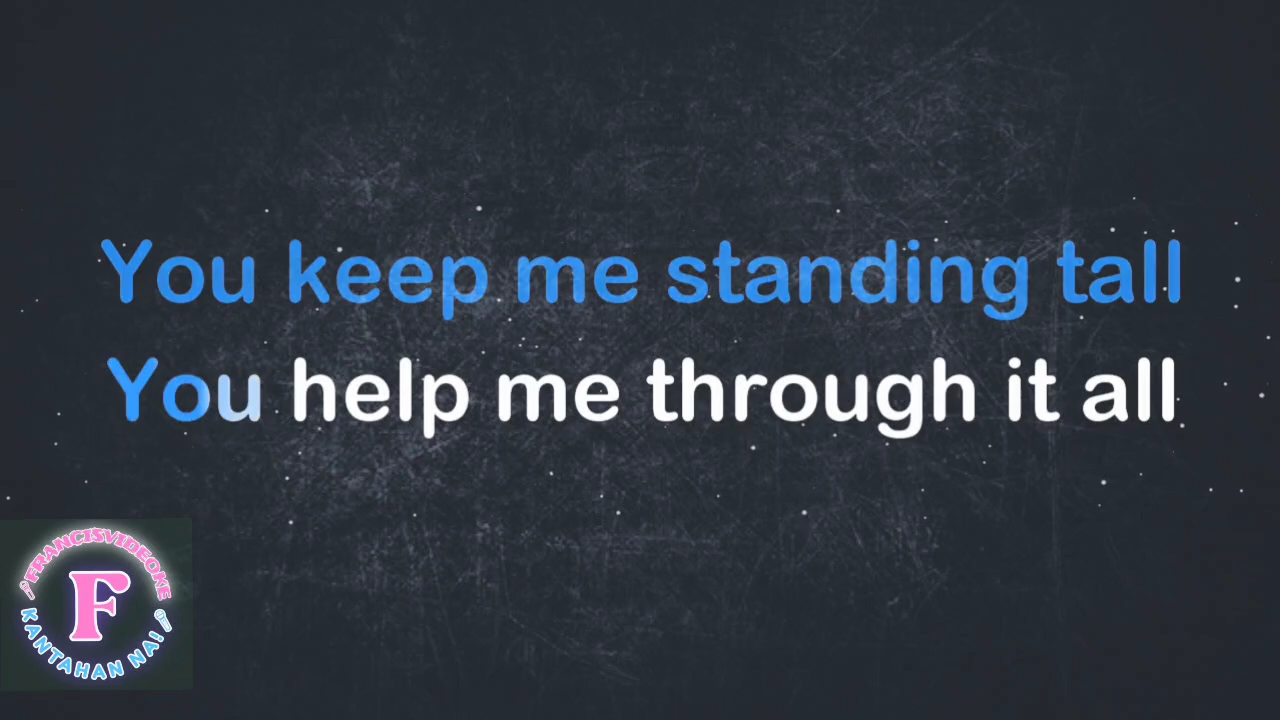 You keep me standing tall
You help me through it all
FRANCISVIDEOKE
F
KANTAHAN NA!